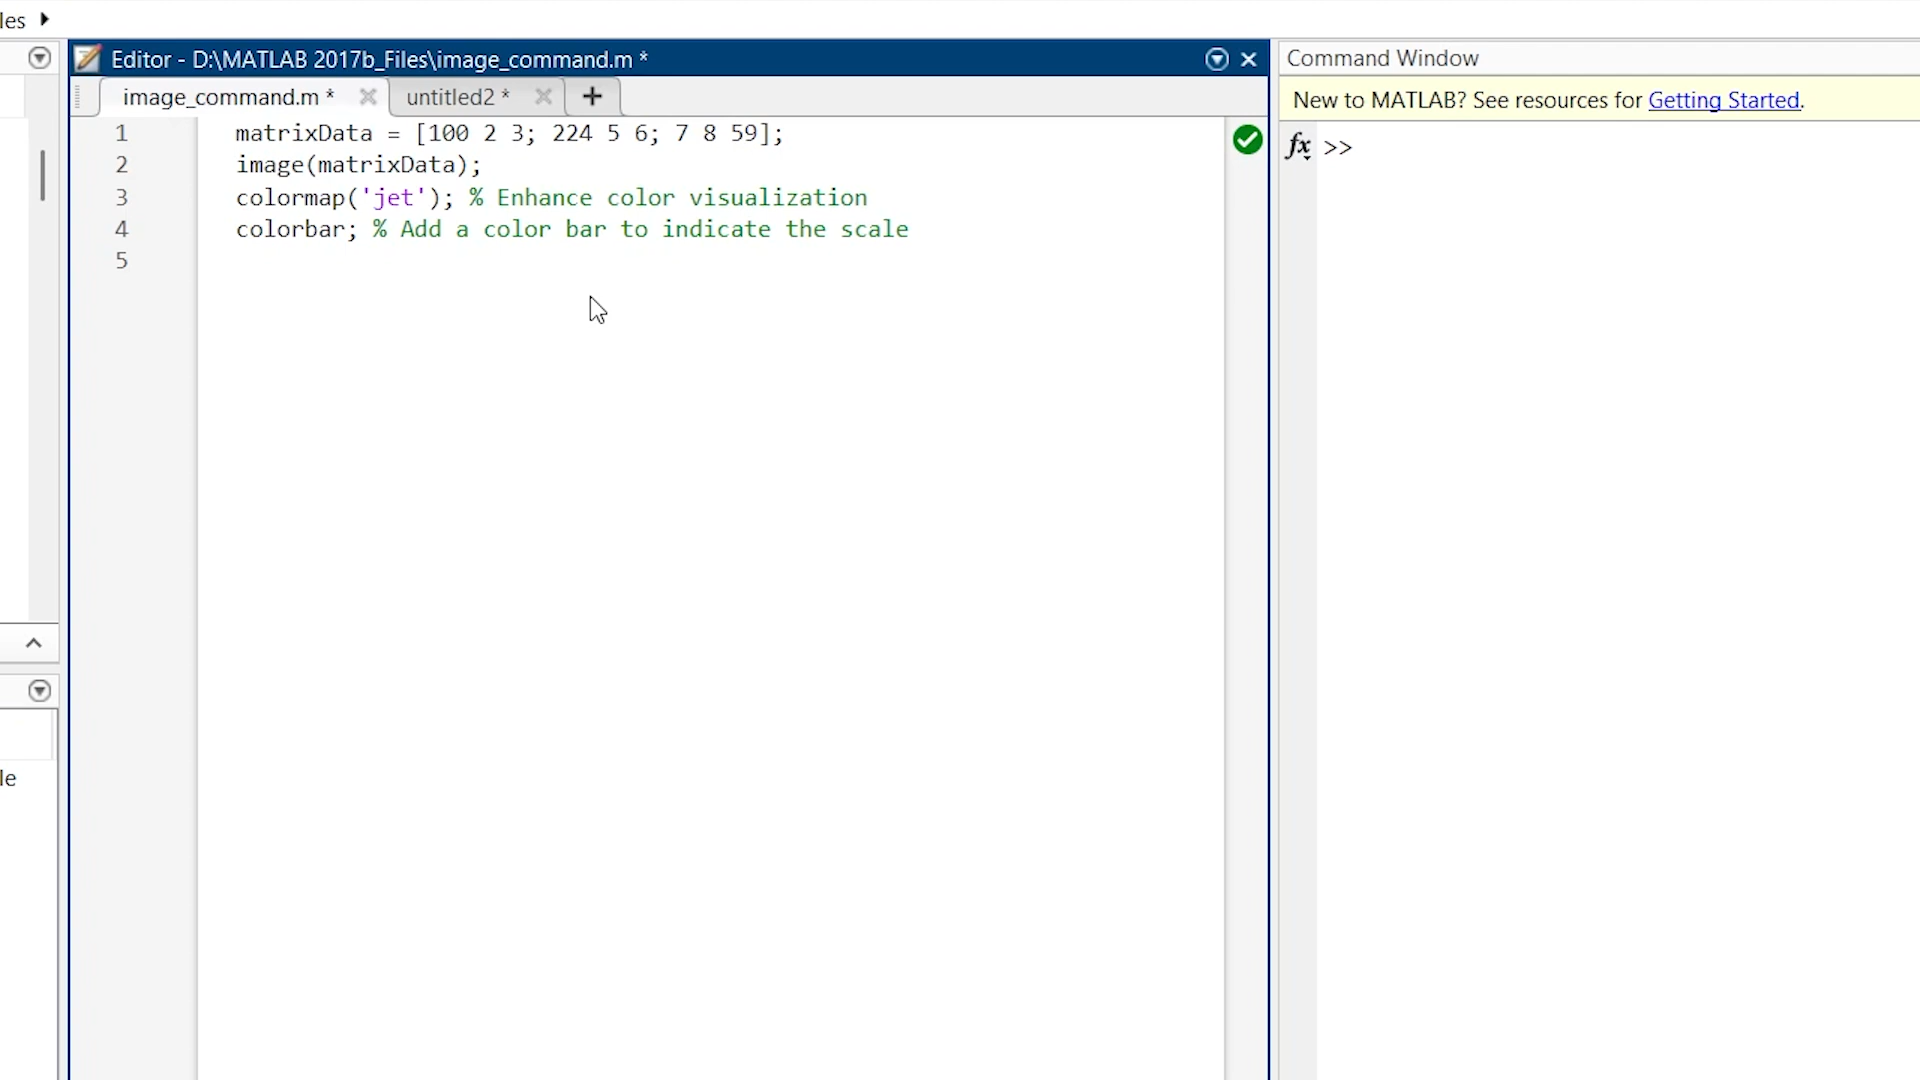 les
Editor - D:\MATLAB 2017b_Files\image_command.m *
Command Window
image_command.m *
untitled2 *
New to MATLAB? See resources for Getting Started.
1 matrixData = [100 2 3; 224 5 6; 7 8 59];
2 image(matrixData);
3 colormap('jet'); % Enhance color visualization
4 colorbar; % Add a color bar to indicate the scale
5
fx >>
le